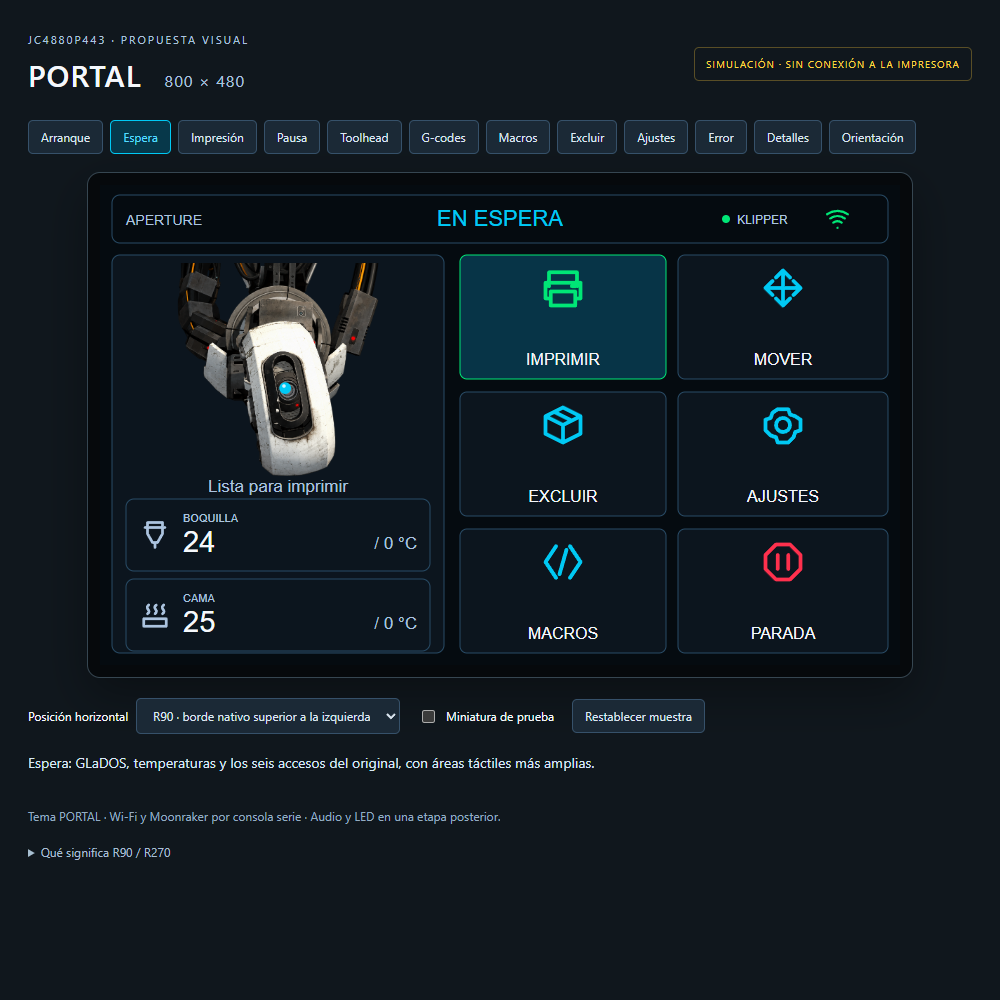 JC4880P443 · PROPUESTA VISUAL
PORTAL 800 × 480
SIMULACIÓN · SIN CONEXIÓN A LA IMPRESORA
Arranque Espera Impresión Pausa Toolhead G-codes Macros Excluir Ajustes Error Detalles Orientación
APERTURE EN ESPERA KLIPPER
IMPRIMIR MOVER
Lista para imprimir
BOQUILLA
24 / 0 °C
CAMA
25 / 0 °C
EXCLUIR AJUSTES
MACROS PARADA
Posición horizontal R90 · borde nativo superior a la izquierda Miniatura de prueba Restablecer muestra
Espera: GLaDOS, temperaturas y los seis accesos del original, con áreas táctiles más amplias.
Tema PORTAL · Wi-Fi y Moonraker por consola serie · Audio y LED en una etapa posterior.
Qué significa R90 / R270